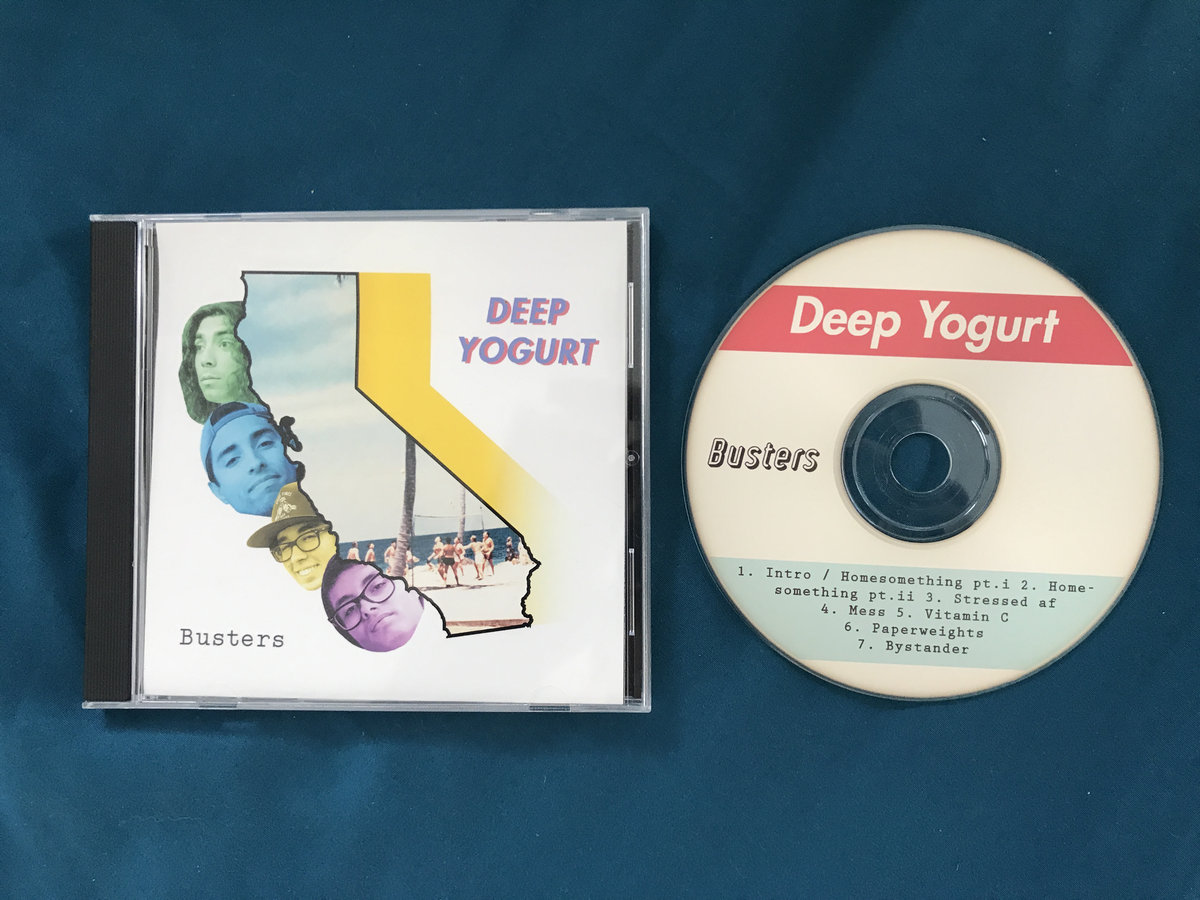 DEEP
YOGURT
Busters
Deep Yogurt
Busters
1. Intro / Homesomething pt.i 2. Home-
something pt.ii 3. Stressed af
4. Mess 5. Vitamin C
6. Paperweights
7. Bystander